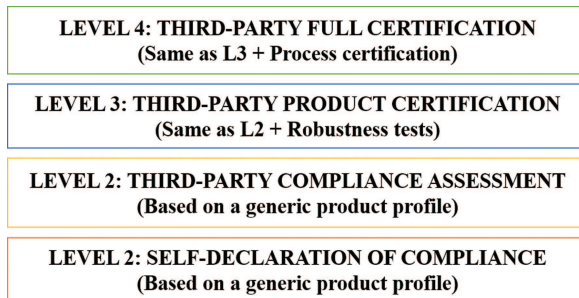 LEVEL 4: THIRD-PARTY FULL CERTIFICATION
(Same as L3 + Process certification)
LEVEL 3: THIRD-PARTY PRODUCT CERTIFICATION
(Same as L2 + Robustness tests)
LEVEL 2: THIRD-PARTY COMPLIANCE ASSESSMENT
(Based on a generic product profile)
LEVEL 2: SELF-DECLARATION OF COMPLIANCE
(Based on a generic product profile)